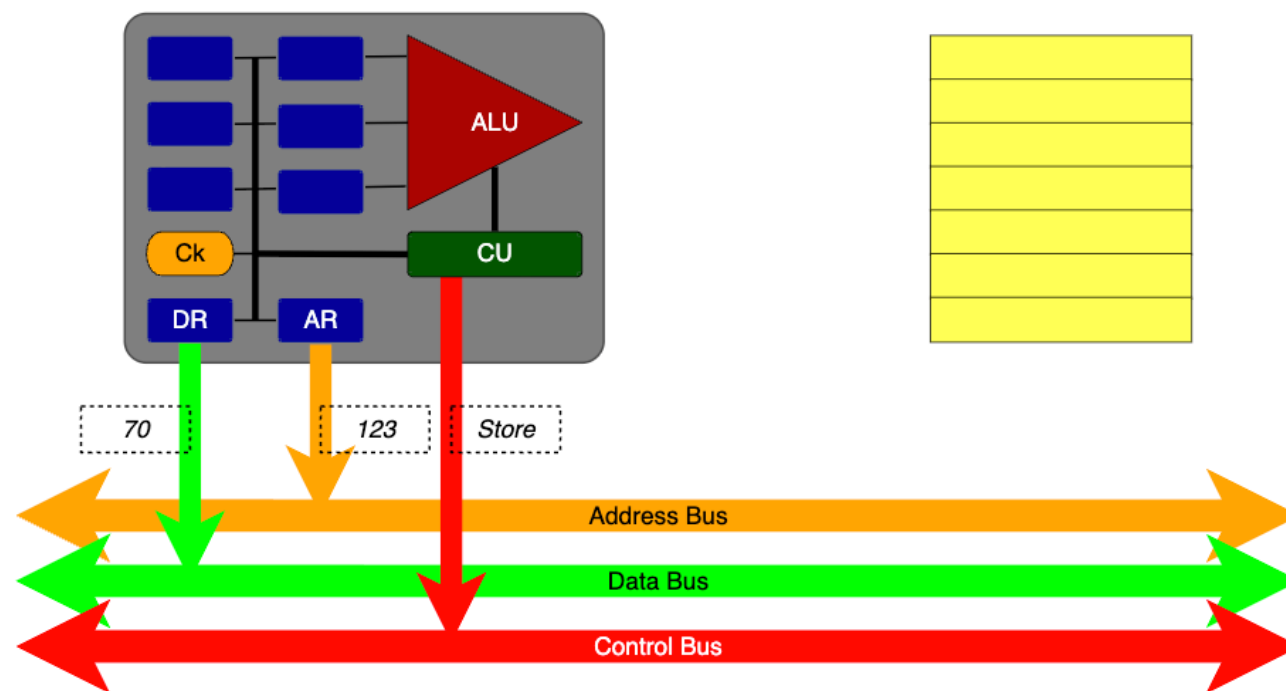 ALU
Ck
CU
DR
AR
70
123
Store
Address Bus
Data Bus
Control Bus